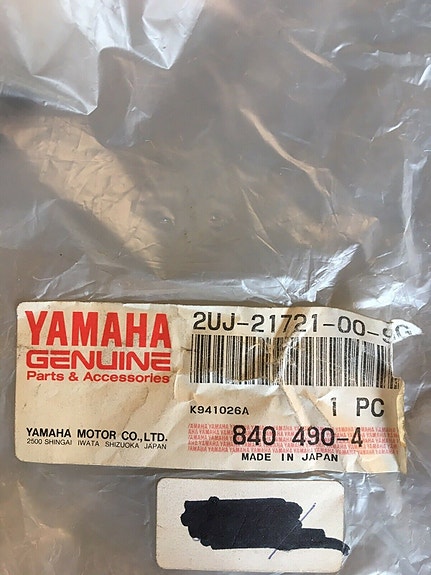 YAMAHA
GENUINE
Parts & Accessories
2UJ-21721-00-9G
K941026A
1 PC
YAMAHA MOTOR CO., LTD.
2500 SHINGAI IWATA SHIZUOKA JAPAN
840 490-4
MADE IN JAPAN